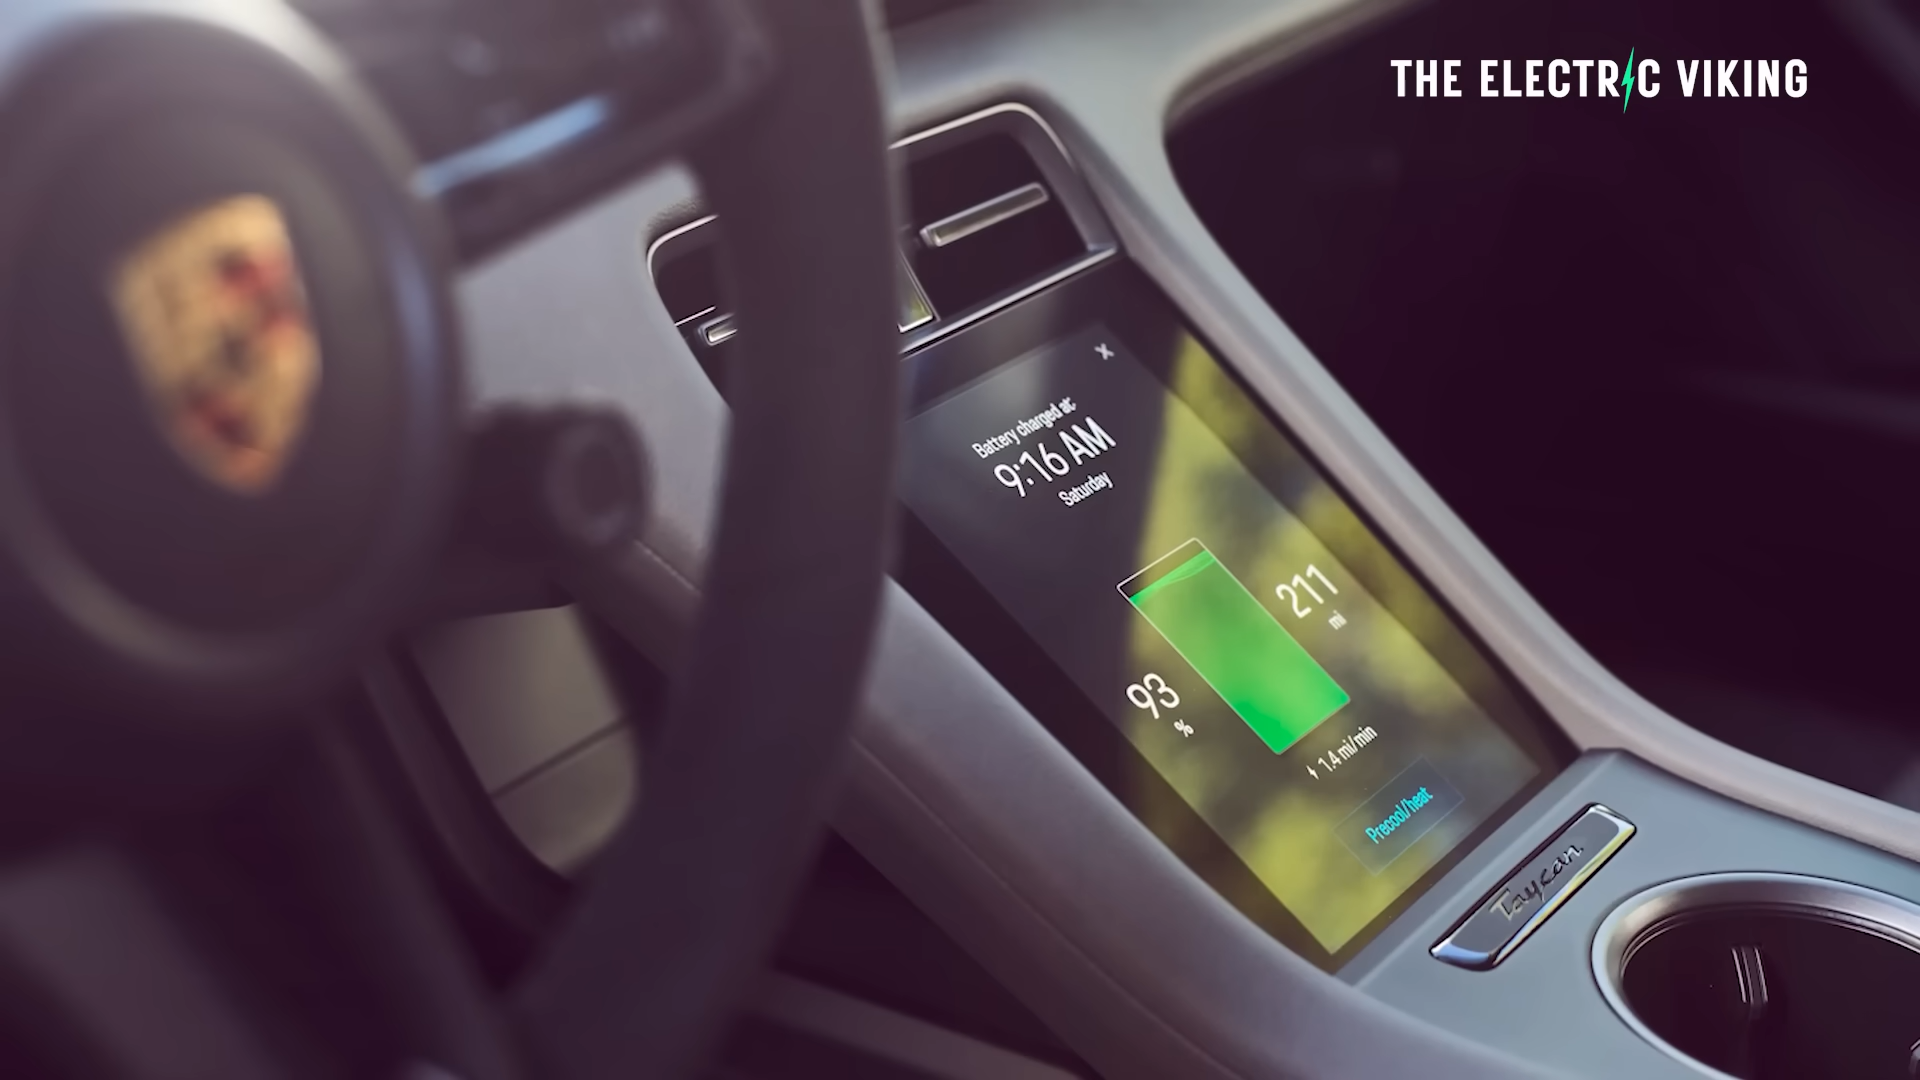 THE ELECTRIC VIKING
Battery charged at:
9:16 AM
Saturday
211
mi
93
%
1.4 mi/min
Precool/heat
Taycan